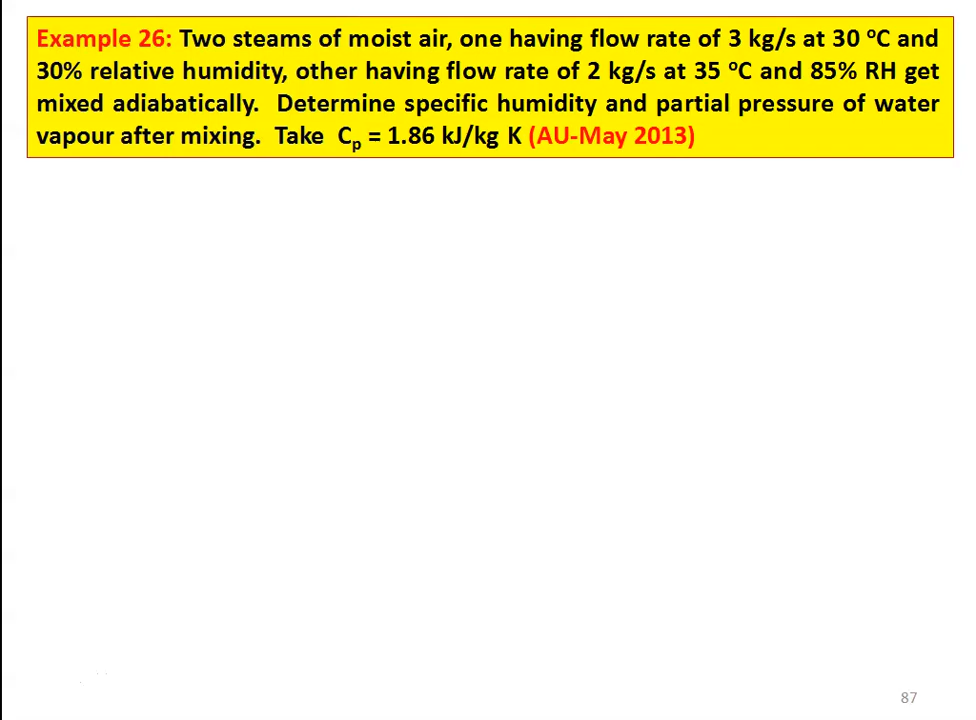 Example 26: Two steams of moist air, one having flow rate of 3 kg/s at 30 ºC and
30% relative humidity, other having flow rate of 2 kg/s at 35 ºC and 85% RH get
mixed adiabatically. Determine specific humidity and partial pressure of water
vapour after mixing. Take Cp = 1.86 kJ/kg K (AU-May 2013)
87